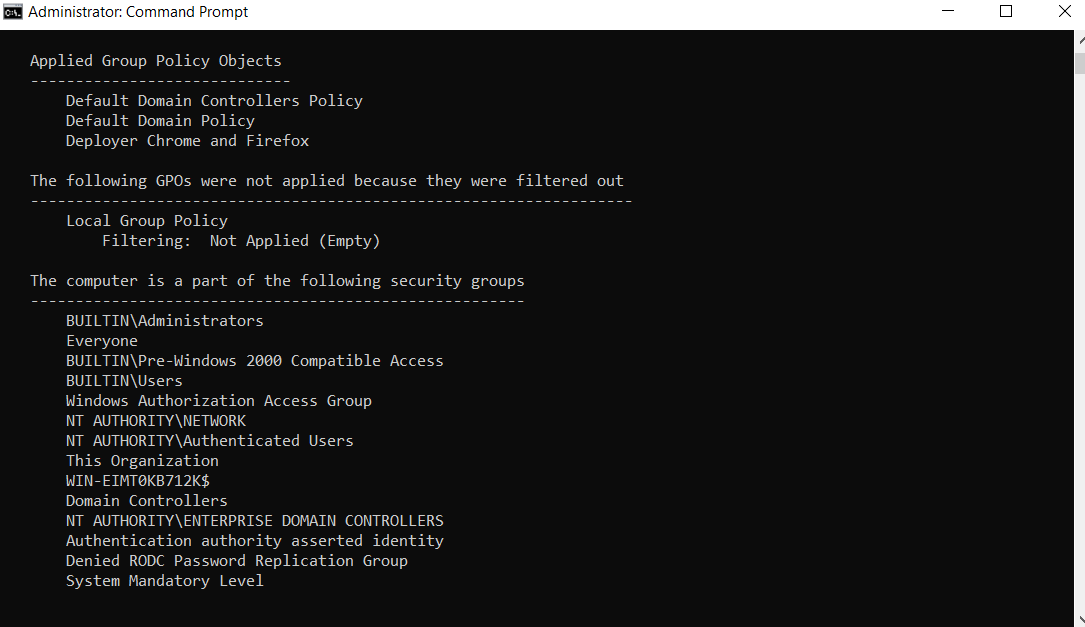 Administrator: Command Prompt
Applied Group Policy Objects
-----------------------------
Default Domain Controllers Policy
Default Domain Policy
Deployer Chrome and Firefox
The following GPOs were not applied because they were filtered out
-------------------------------------------------------------------
Local Group Policy
Filtering:  Not Applied (Empty)
The computer is a part of the following security groups
-------------------------------------------------------
BUILTIN\Administrators
Everyone
BUILTIN\Pre-Windows 2000 Compatible Access
BUILTIN\Users
Windows Authorization Access Group
NT AUTHORITY\NETWORK
NT AUTHORITY\Authenticated Users
This Organization
WIN-EIMT0KB712K$
Domain Controllers
NT AUTHORITY\ENTERPRISE DOMAIN CONTROLLERS
Authentication authority asserted identity
Denied RODC Password Replication Group
System Mandatory Level